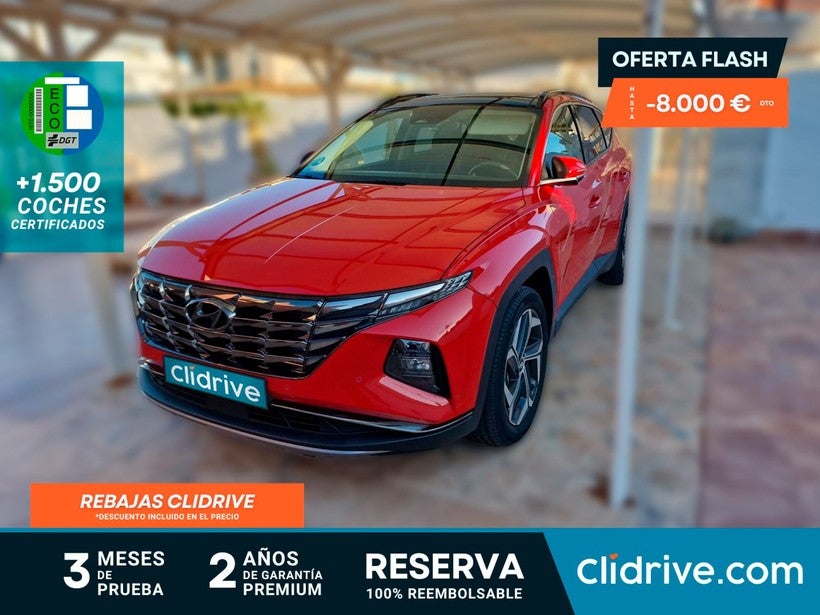 OFERTA FLASH
HASTA -8.000 € DTO
ECO
DGT
+1.500
COCHES
CERTIFICADOS
Clidrive
REBAJAS CLIDRIVE
*DESCUENTO INCLUIDO EN EL PRECIO
3 MESES DE PRUEBA
2 AÑOS DE GARANTÍA PREMIUM
RESERVA
100% REEMBOLSABLE
Clidrive.com